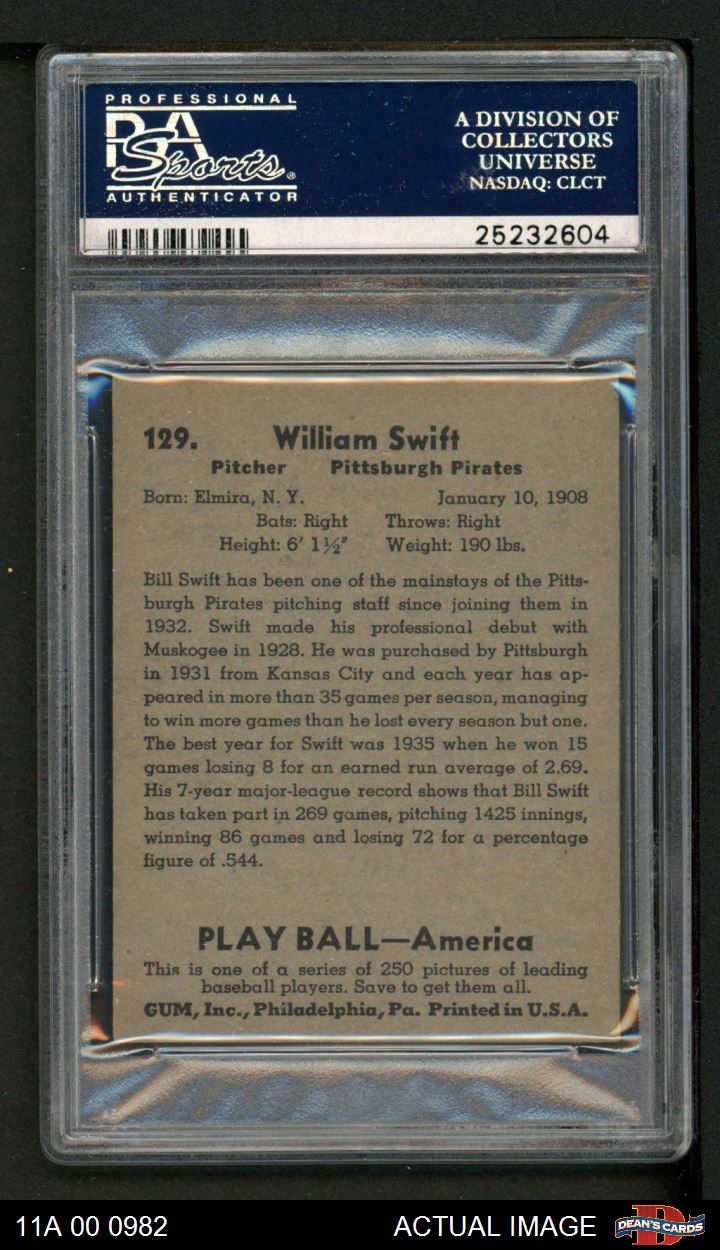 PROFESSIONAL
PSA
Sports®
AUTHENTICATOR
A DIVISION OF
COLLECTORS
UNIVERSE
NASDAQ: CLCT
25232604
129. William Swift
Pitcher Pittsburgh Pirates
Born: Elmira, N. Y. January 10, 1908
Bats: Right Throws: Right
Height: 6' 1½" Weight: 190 lbs.
Bill Swift has been one of the mainstays of the Pitts-
burgh Pirates pitching staff since joining them in
1932. Swift made his professional debut with
Muskogee in 1928. He was purchased by Pittsburgh
in 1931 from Kansas City and each year has ap-
peared in more than 35 games per season, managing
to win more games than he lost every season but one.
The best year for Swift was 1935 when he won 15
games losing 8 for an earned run average of 2.69.
His 7-year major-league record shows that Bill Swift
has taken part in 269 games, pitching 1425 innings,
winning 86 games and losing 72 for a percentage
figure of .544.
PLAY BALL—America
This is one of a series of 250 pictures of leading
baseball players. Save to get them all.
GUM, Inc., Philadelphia, Pa. Printed in U.S.A.
11A 00 0982 ACTUAL IMAGE DEAN'S CARDS